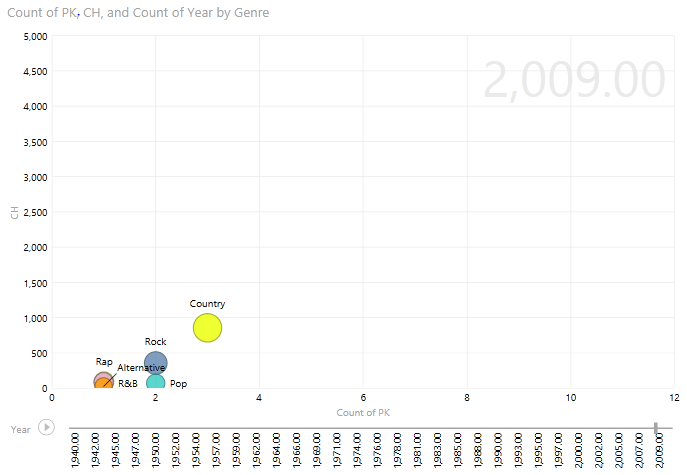 Count of PK, CH, and Count of Year by Genre
5,000
2,009.00
4,500
4,000
3,500
3,000
2,500
CH
2,000
1,500
Country
1,000
Rock
500
Rap
Alternative
R&B
Pop
0
0 2 4 6 8 10 12
Count of PK
Year
1,940.00 1,942.00 1,945.00 1,947.00 1,950.00 1,952.00 1,954.00 1,957.00 1,959.00 1,962.00 1,964.00 1,966.00 1,969.00 1,971.00 1,974.00 1,976.00 1,978.00 1,981.00 1,983.00 1,985.00 1,988.00 1,990.00 1,993.00 1,995.00 1,997.00 2,000.00 2,002.00 2,005.00 2,007.00 2,009.00